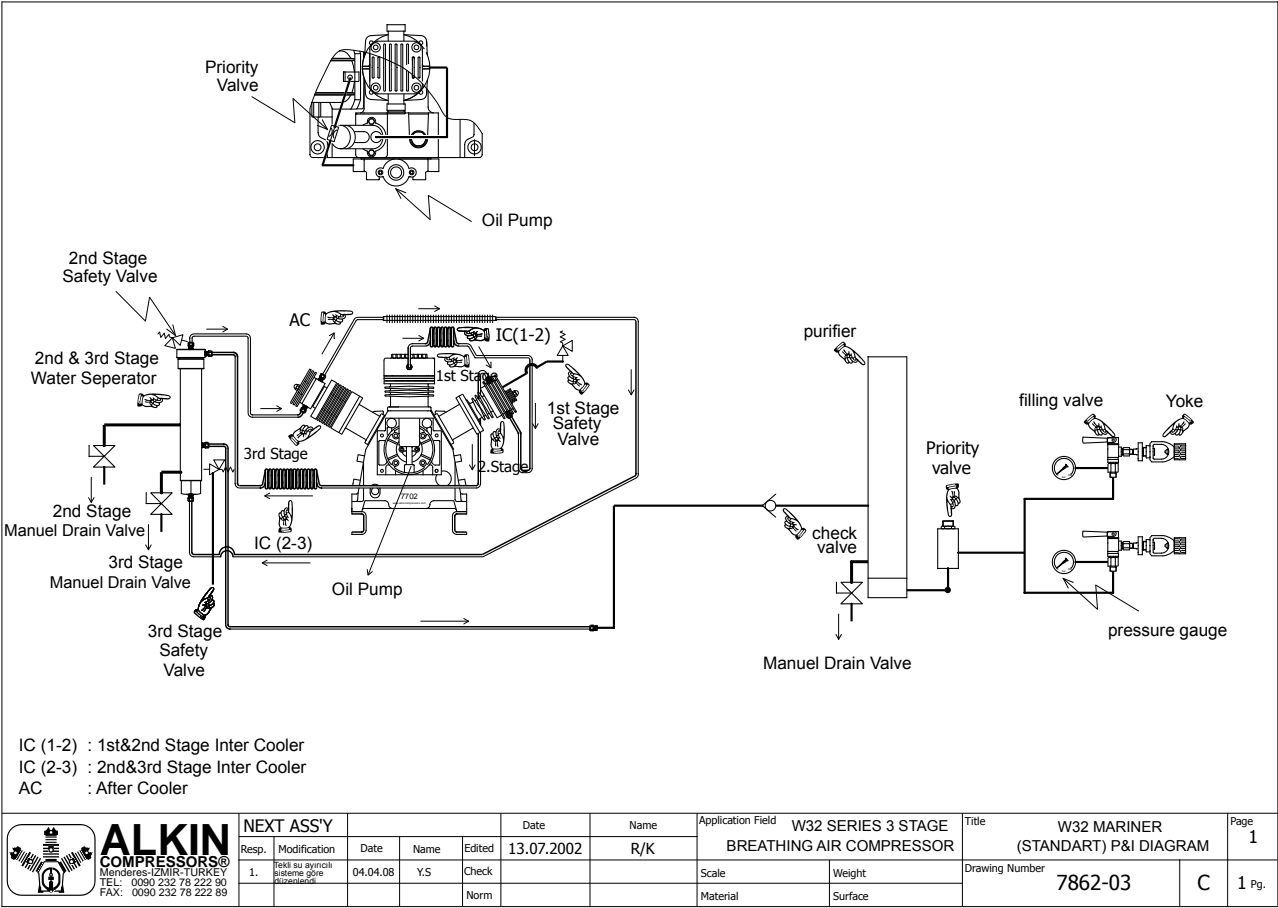 Priority
Valve
Oil Pump
2nd Stage
Safety Valve
AC
IC(1-2)
2nd & 3rd Stage
Water Seperator
1st Stage
1st Stage
Safety
Valve
3rd Stage
2.Stage
7702
2nd Stage
Manuel Drain Valve
IC (2-3)
3rd Stage
Manuel Drain Valve
Oil Pump
3rd Stage
Safety
Valve
purifier
filling valve
Yoke
Priority
valve
check
valve
pressure gauge
Manuel Drain Valve
IC (1-2) : 1st&2nd Stage Inter Cooler
IC (2-3) : 2nd&3rd Stage Inter Cooler
AC : After Cooler
ALKIN
COMPRESSORS®
Menderes-IZMIR-TURKEY
TEL: 0090 232 78 222 90
FAX: 0090 232 78 222 89
NEXT ASS'Y
Date
Name
Resp.
Modification
Date
Name
Edited
13.07.2002
R/K
1.
Tekli su ayırıcılı
sisteme göre
düzenlendi
04.04.08
Y.S
Check
Norm
Application Field
W32 SERIES 3 STAGE
BREATHING AIR COMPRESSOR
Scale
Weight
Material
Surface
Title
W32 MARINER
(STANDART) P&I DIAGRAM
Page
1
Drawing Number
7862-03
C
1 Pg.